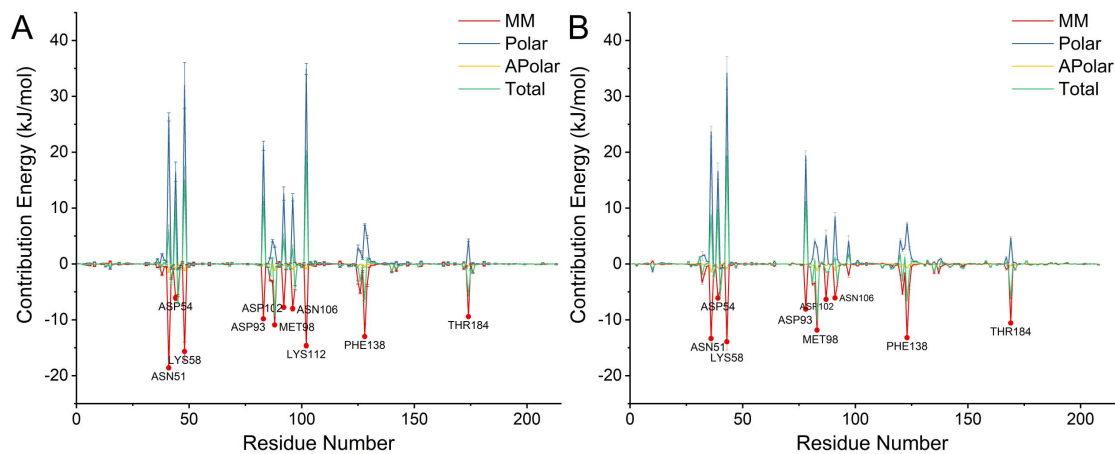 A
Contribution Energy (kJ/mol)
40
30
20
10
0
-10
-20
MM
Polar
APolar
Total
ASP54
ASP102
ASN106
ASP93
MET98
LYS112
LYS58
ASN51
PHE138
THR184
0
50
100
150
200
Residue Number
B
Contribution Energy (kJ/mol)
40
30
20
10
0
-10
-20
MM
Polar
APolar
Total
ASP54
ASP102
ASN106
ASP93
MET98
ASN51
LYS58
PHE138
THR184
0
50
100
150
200
Residue Number